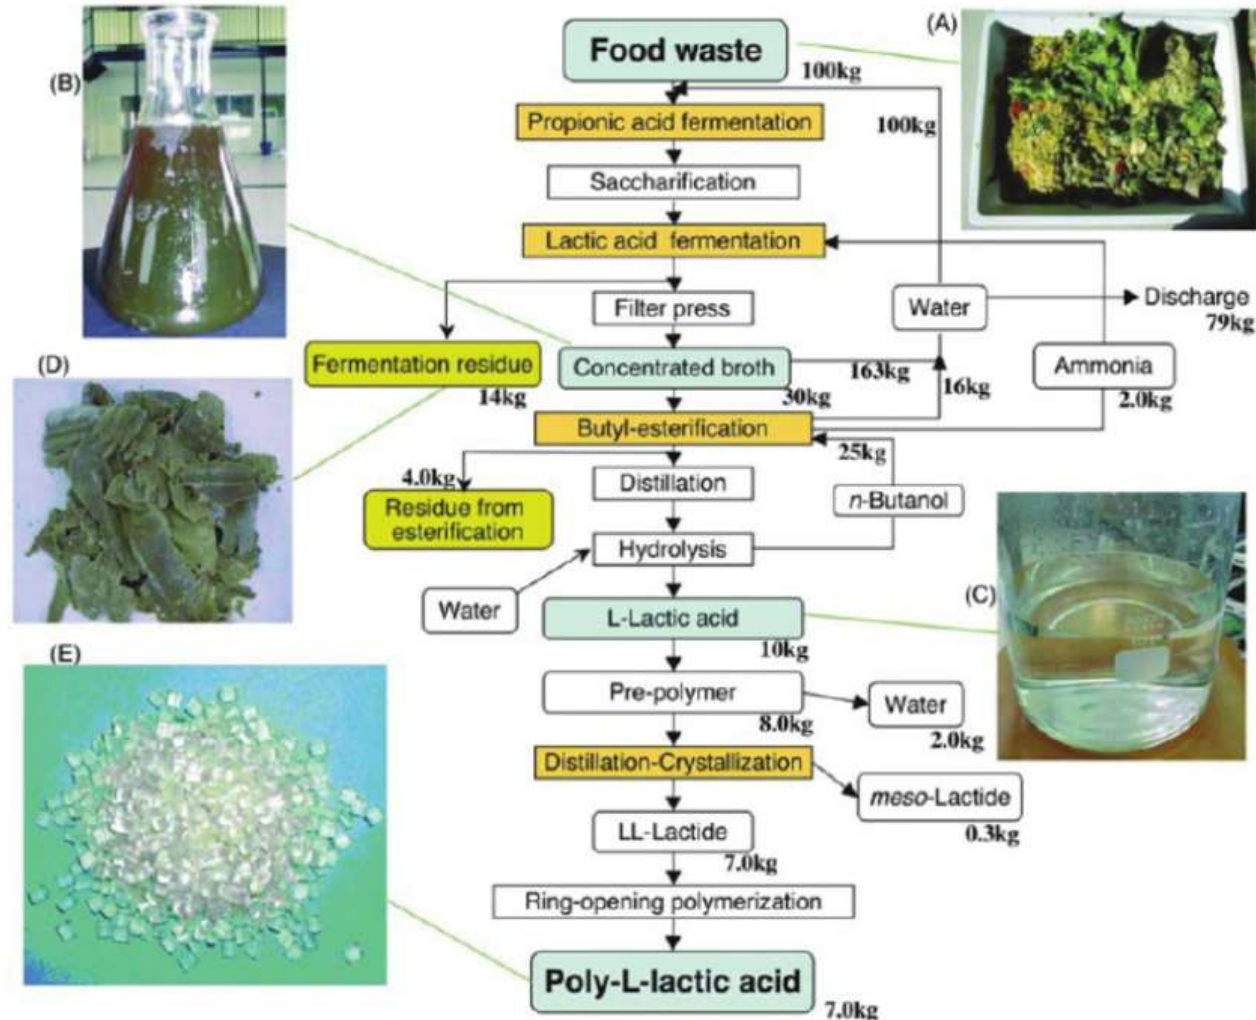 (A)
Food waste
100kg
(B)
Propionic acid fermentation
100kg
Saccharification
Lactic acid fermentation
Filter press
Water
Discharge
79kg
Fermentation residue
14kg
Concentrated broth
30kg
163kg
16kg
Ammonia
2.0kg
(D)
Butyl-esterification
25kg
4.0kg
Residue from
esterification
Distillation
n-Butanol
Hydrolysis
Water
(C)
L-Lactic acid
10kg
(E)
Pre-polymer
8.0kg
Water
2.0kg
Distillation-Crystallization
meso-Lactide
0.3kg
LL-Lactide
7.0kg
Ring-opening polymerization
Poly-L-lactic acid
7.0kg